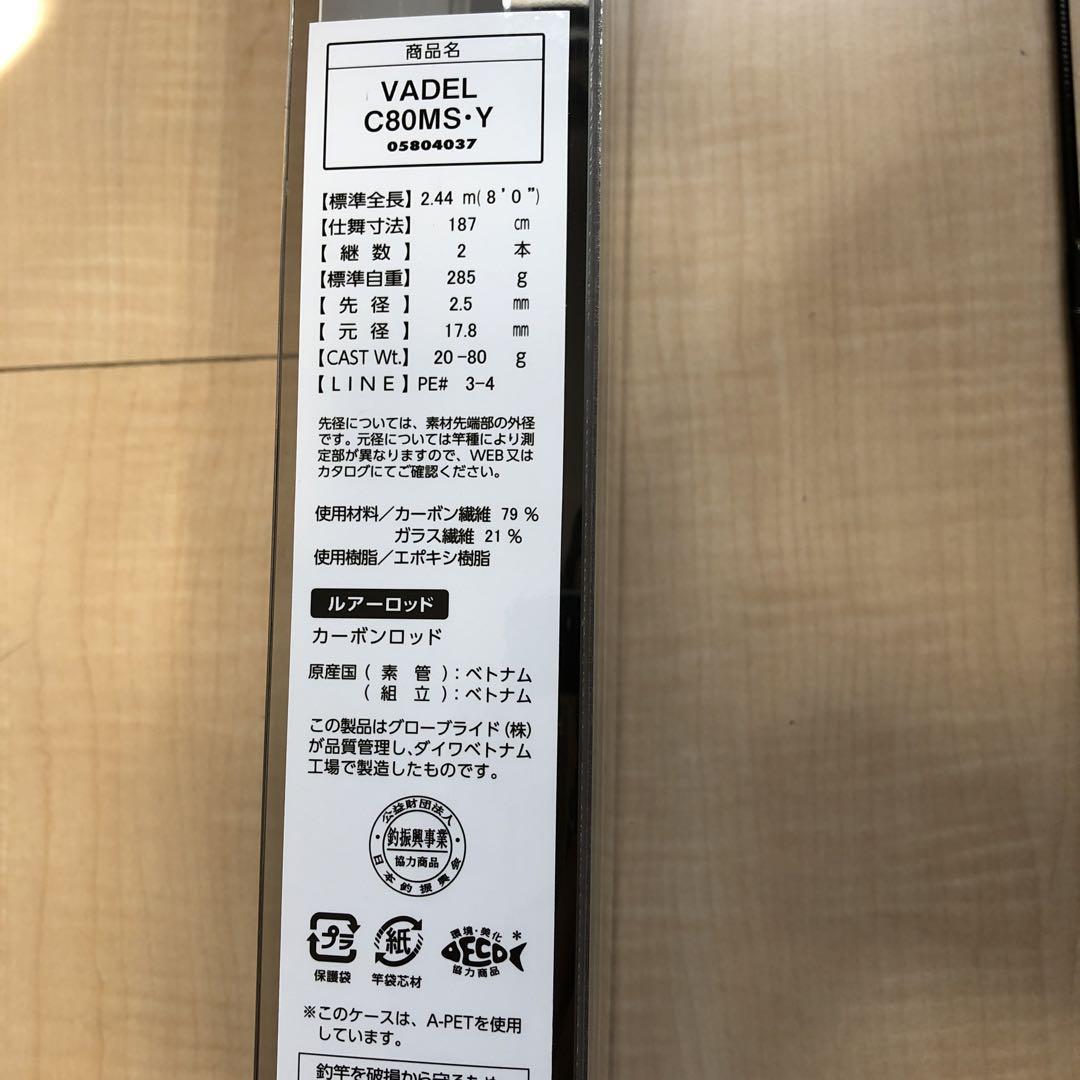 商品名
VADEL
C80MS・Y
05804037
【標準全長】2.44 m(8'0")
【仕舞寸法】 187 cm
【継 数】 2 本
【標準自重】 285 g
【先 径】 2.5 mm
【元 径】 17.8 mm
【CAST Wt.】 20-80 g
【LINE】PE# 3-4
先径については、素材先端部の外径
です。元径については竿種により測
定部が異なりますので、WEB又は
カタログにてご確認ください。
使用材料/カーボン繊維 79 %
ガラス繊維 21 %
使用樹脂/エポキシ樹脂
ルアーロッド
カーボンロッド
原産国(素 管):ベトナム
(組 立):ベトナム
この製品はグローブライド(株)
が品質管理し、ダイワベトナム
工場で製造したものです。
公益財団法人
釣振興事業
協力商品
日本釣振興会
プラ
保護袋
紙
竿袋芯材
環境・美化
ECO
*
協力商品
※このケースは、A-PETを使用
しています。
釣竿を破損から守るため